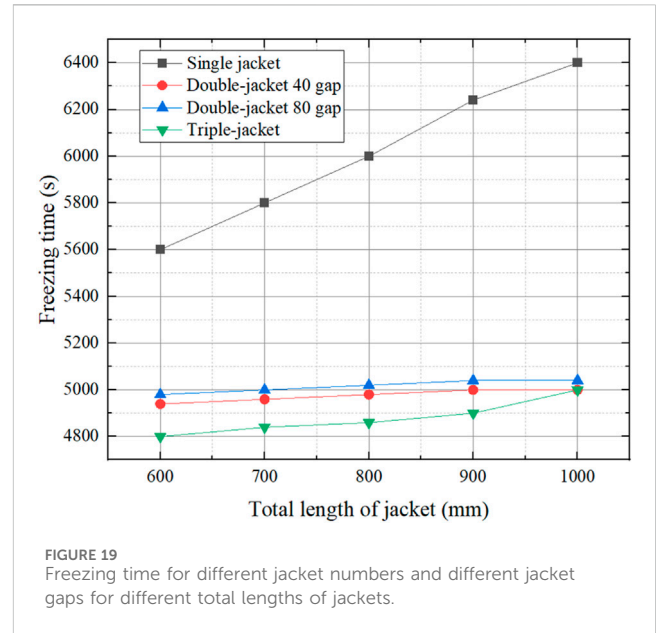 Single jacket
Double-jacket 40 gap
Double-jacket 80 gap
Triple-jacket
6400
6200
6000
5800
5600
5400
5200
5000
4800
Freezing time (s)
600 700 800 900 1000
Total length of jacket (mm)
FIGURE 19
Freezing time for different jacket numbers and different jacket
gaps for different total lengths of jackets.